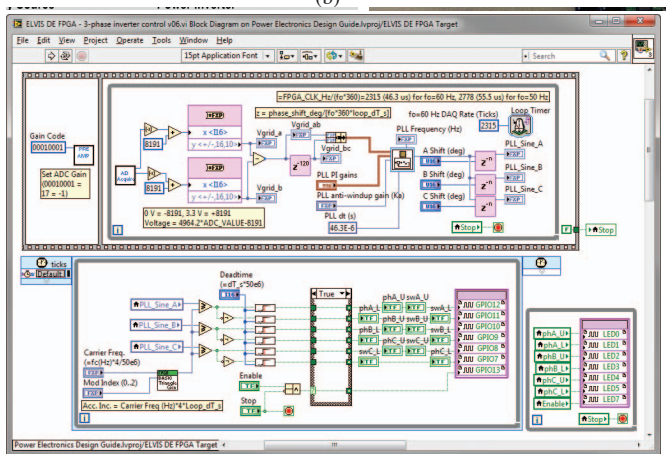 (b)
ELVIS DE FPGA - 3-phase inverter control v06.vi Block Diagram on Power Electronics Design Guide.lvproj/ELVIS DE FPGA Target
File Edit View Project Operate Tools Window Help
15pt Application Font
Search
=FPGA_CLK_Hz/(fo*360)=2315 (46.3 us) for fo=60 Hz, 2778 (55.5 us) for fo=50 Hz
z = phase_shift_deg/(fo*360*loop_dT_s)
fo=60 Hz DAQ Rate (Ticks)
2315
Loop Timer
Gain Code
00010001
PRE AMP
Set ADC Gain
(00010001 =
17 = -1)
AD Acquire
8191
8191
FXP
x <I16>
y <+/-,16,10>
FXP
x <I16>
y <+/-,16,10>
Vgrid_a
Vgrid_ab
Vgrid_bc
Vgrid_b
z-120
PLL PI gains
PLL anti-windup gain (Ka)
PLL dt (s)
46.3E-6
PLL Frequency (Hz)
A Shift (deg)
B Shift (deg)
C Shift (deg)
z-n
z-n
z-n
PLL_Sine_A
PLL_Sine_B
PLL_Sine_C
0 V = -8191, 3.3 V = +8191
Voltage = 4964.2*ADC_VALUE-8191
Stop
Stop
ticks
Default
Deadtime
(=dT_s*50e6)
PLL_Sine_A
PLL_Sine_B
PLL_Sine_C
Carrier Freq.
(=fc(Hz)*4/50e6)
Mod Index (0..2)
Acc. Inc. = Carrier Freq (Hz)*4*Loop_dT_s
True
Enable
Stop
phA_U swA_U
phA_L swA_L
phB_U swB_U
phB_L swB_L
phC_U swC_U
phC_L
swC_L
GPIO12
GPIO11
GPIO10
GPIO9
GPIO8
GPIO7
GPIO13
phA_U
phA_L
phB_U
phB_L
phC_U
phC_L
Enable
LED0
LED1
LED2
LED3
LED4
LED5
LED7
Stop
Power Electronics Design Guide.lvproj/ELVIS DE FPGA Target